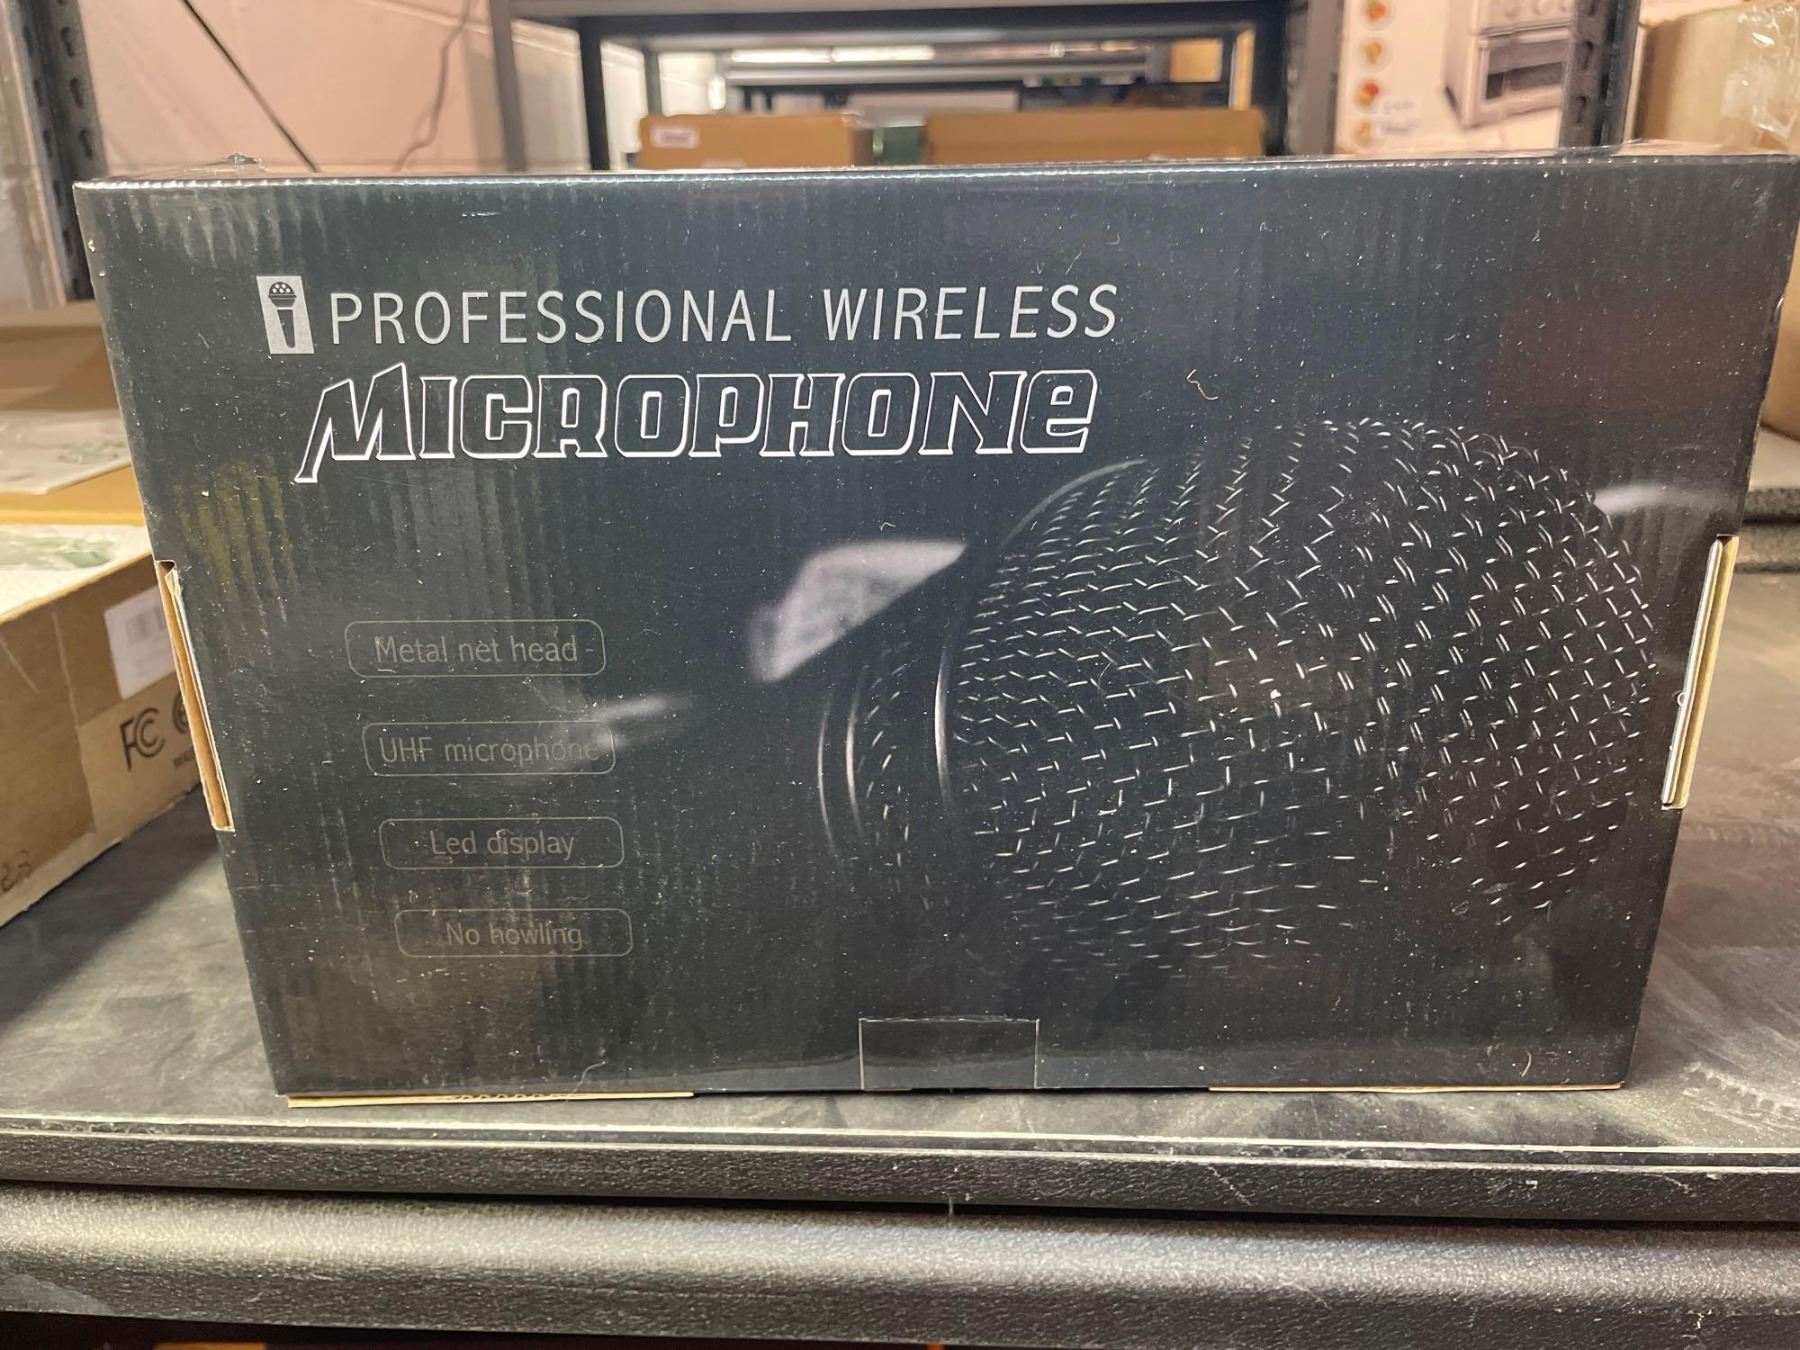 PROFESSIONAL WIRELESS
MICROPHONE
Metal net head
UHF microphone
Led display
No howling
FC